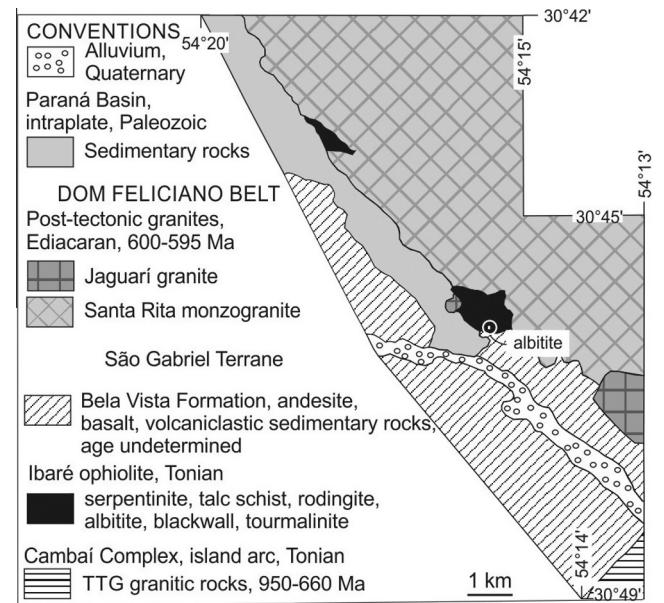 CONVENTIONS
Alluvium,
Quaternary
Paraná Basin,
intraplate, Paleozoic
Sedimentary rocks
DOM FELICIANO BELT
Post-tectonic granites,
Ediacaran, 600-595 Ma
Jaguarí granite
Santa Rita monzogranite
São Gabriel Terrane
Bela Vista Formation, andesite,
basalt, volcaniclastic sedimentary rocks,
age undetermined
Ibaré ophiolite, Tonian
serpentinite, talc schist, rodingite,
albitite, blackwall, tourmalinite
Cambaí Complex, island arc, Tonian
TTG granitic rocks, 950-660 Ma
54°20'
30°42'
54°15'
54°13'
30°45'
albitite
1 km
54°14'
30°49'